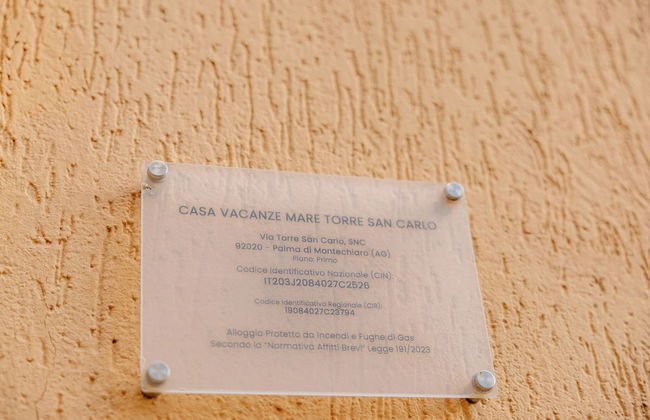 CASA VACANZE MARE TORRE SAN CARLO
Via Torre San Carlo, SNC
92020 - Palma di Montechiaro (AG)
Piano: Primo
Codice Identificativo Nazionale (CIN):
IT203J2084027C2526
Codice Identificativo Regionale (CIR):
19084027C23794
Alloggio Protetto da Incendi e Fughe di Gas
Secondo la "Normativa Affitti Brevi" Legge 191/2023